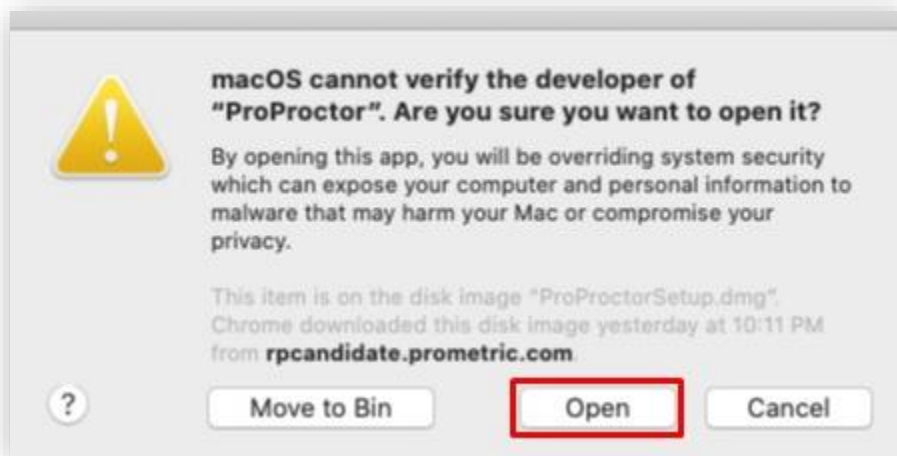 macOS cannot verify the developer of
“ProProctor”. Are you sure you want to open it?
By opening this app, you will be overriding system security
which can expose your computer and personal information to
malware that may harm your Mac or compromise your
privacy.
This item is on the disk image “ProProctorSetup.dmg”.
Chrome downloaded this disk image yesterday at 10:11 PM
from rpcandidate.prometric.com.
? Move to Bin Open Cancel